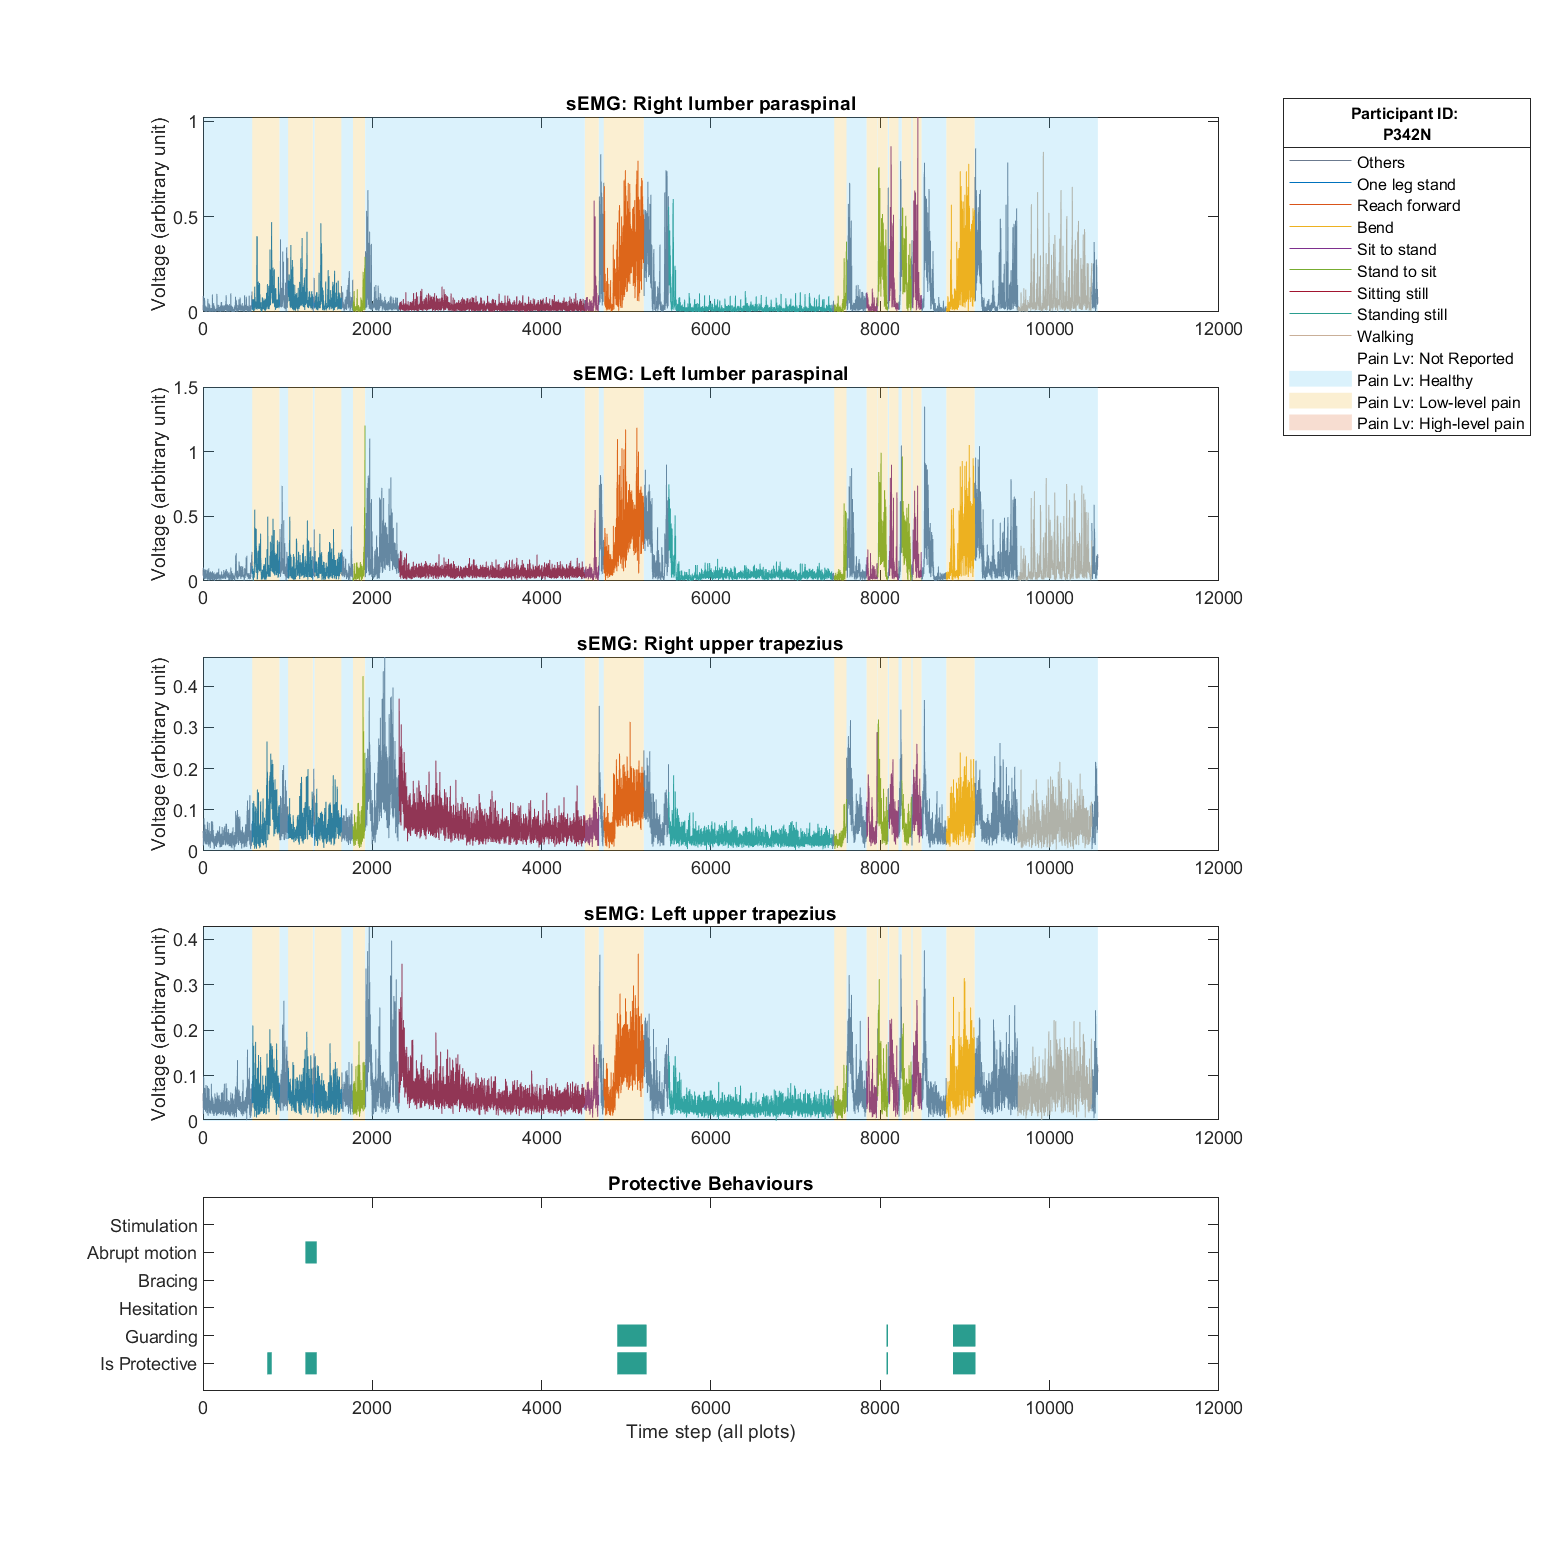 sEMG: Right lumber paraspinal
Voltage (arbitrary unit)
1
0.5
0
0 2000 4000 6000 8000 10000 12000
Participant ID:
P342N
Others
One leg stand
Reach forward
Bend
Sit to stand
Stand to sit
Sitting still
Standing still
Walking
Pain Lv: Not Reported
Pain Lv: Healthy
Pain Lv: Low-level pain
Pain Lv: High-level pain
sEMG: Left lumber paraspinal
Voltage (arbitrary unit)
1.5
1
0.5
0
0 2000 4000 6000 8000 10000 12000
sEMG: Right upper trapezius
Voltage (arbitrary unit)
0.4
0.3
0.2
0.1
0
0 2000 4000 6000 8000 10000 12000
sEMG: Left upper trapezius
Voltage (arbitrary unit)
0.4
0.3
0.2
0.1
0
0 2000 4000 6000 8000 10000 12000
Protective Behaviours
Stimulation
Abrupt motion
Bracing
Hesitation
Guarding
Is Protective
0 2000 4000 6000 8000 10000 12000
Time step (all plots)